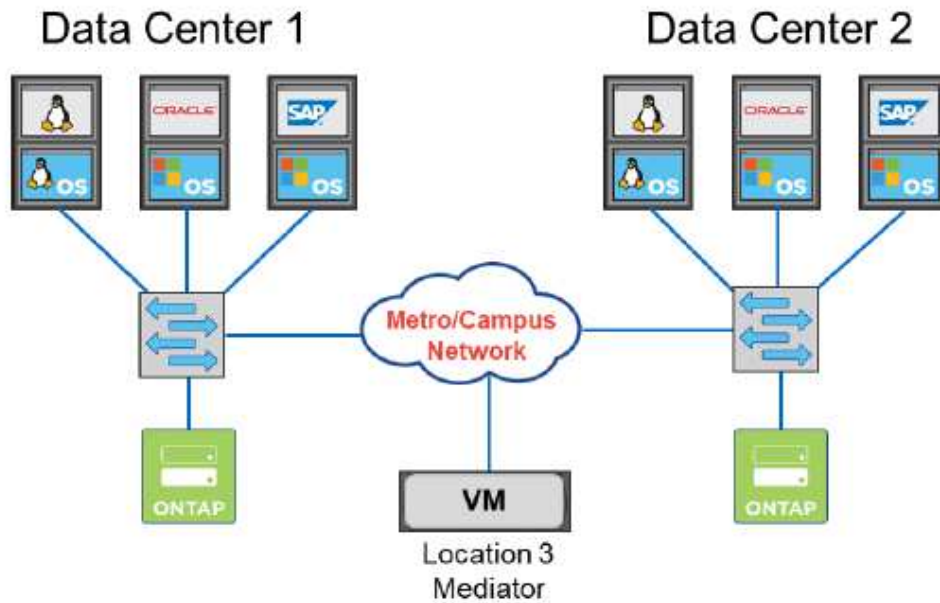 Data Center 1
Data Center 2
ORACLE
SAP
OS
OS
OS
ORACLE
SAP
OS
OS
OS
Metro/Campus
Network
ONTAP
VM
ONTAP
Location 3
Mediator